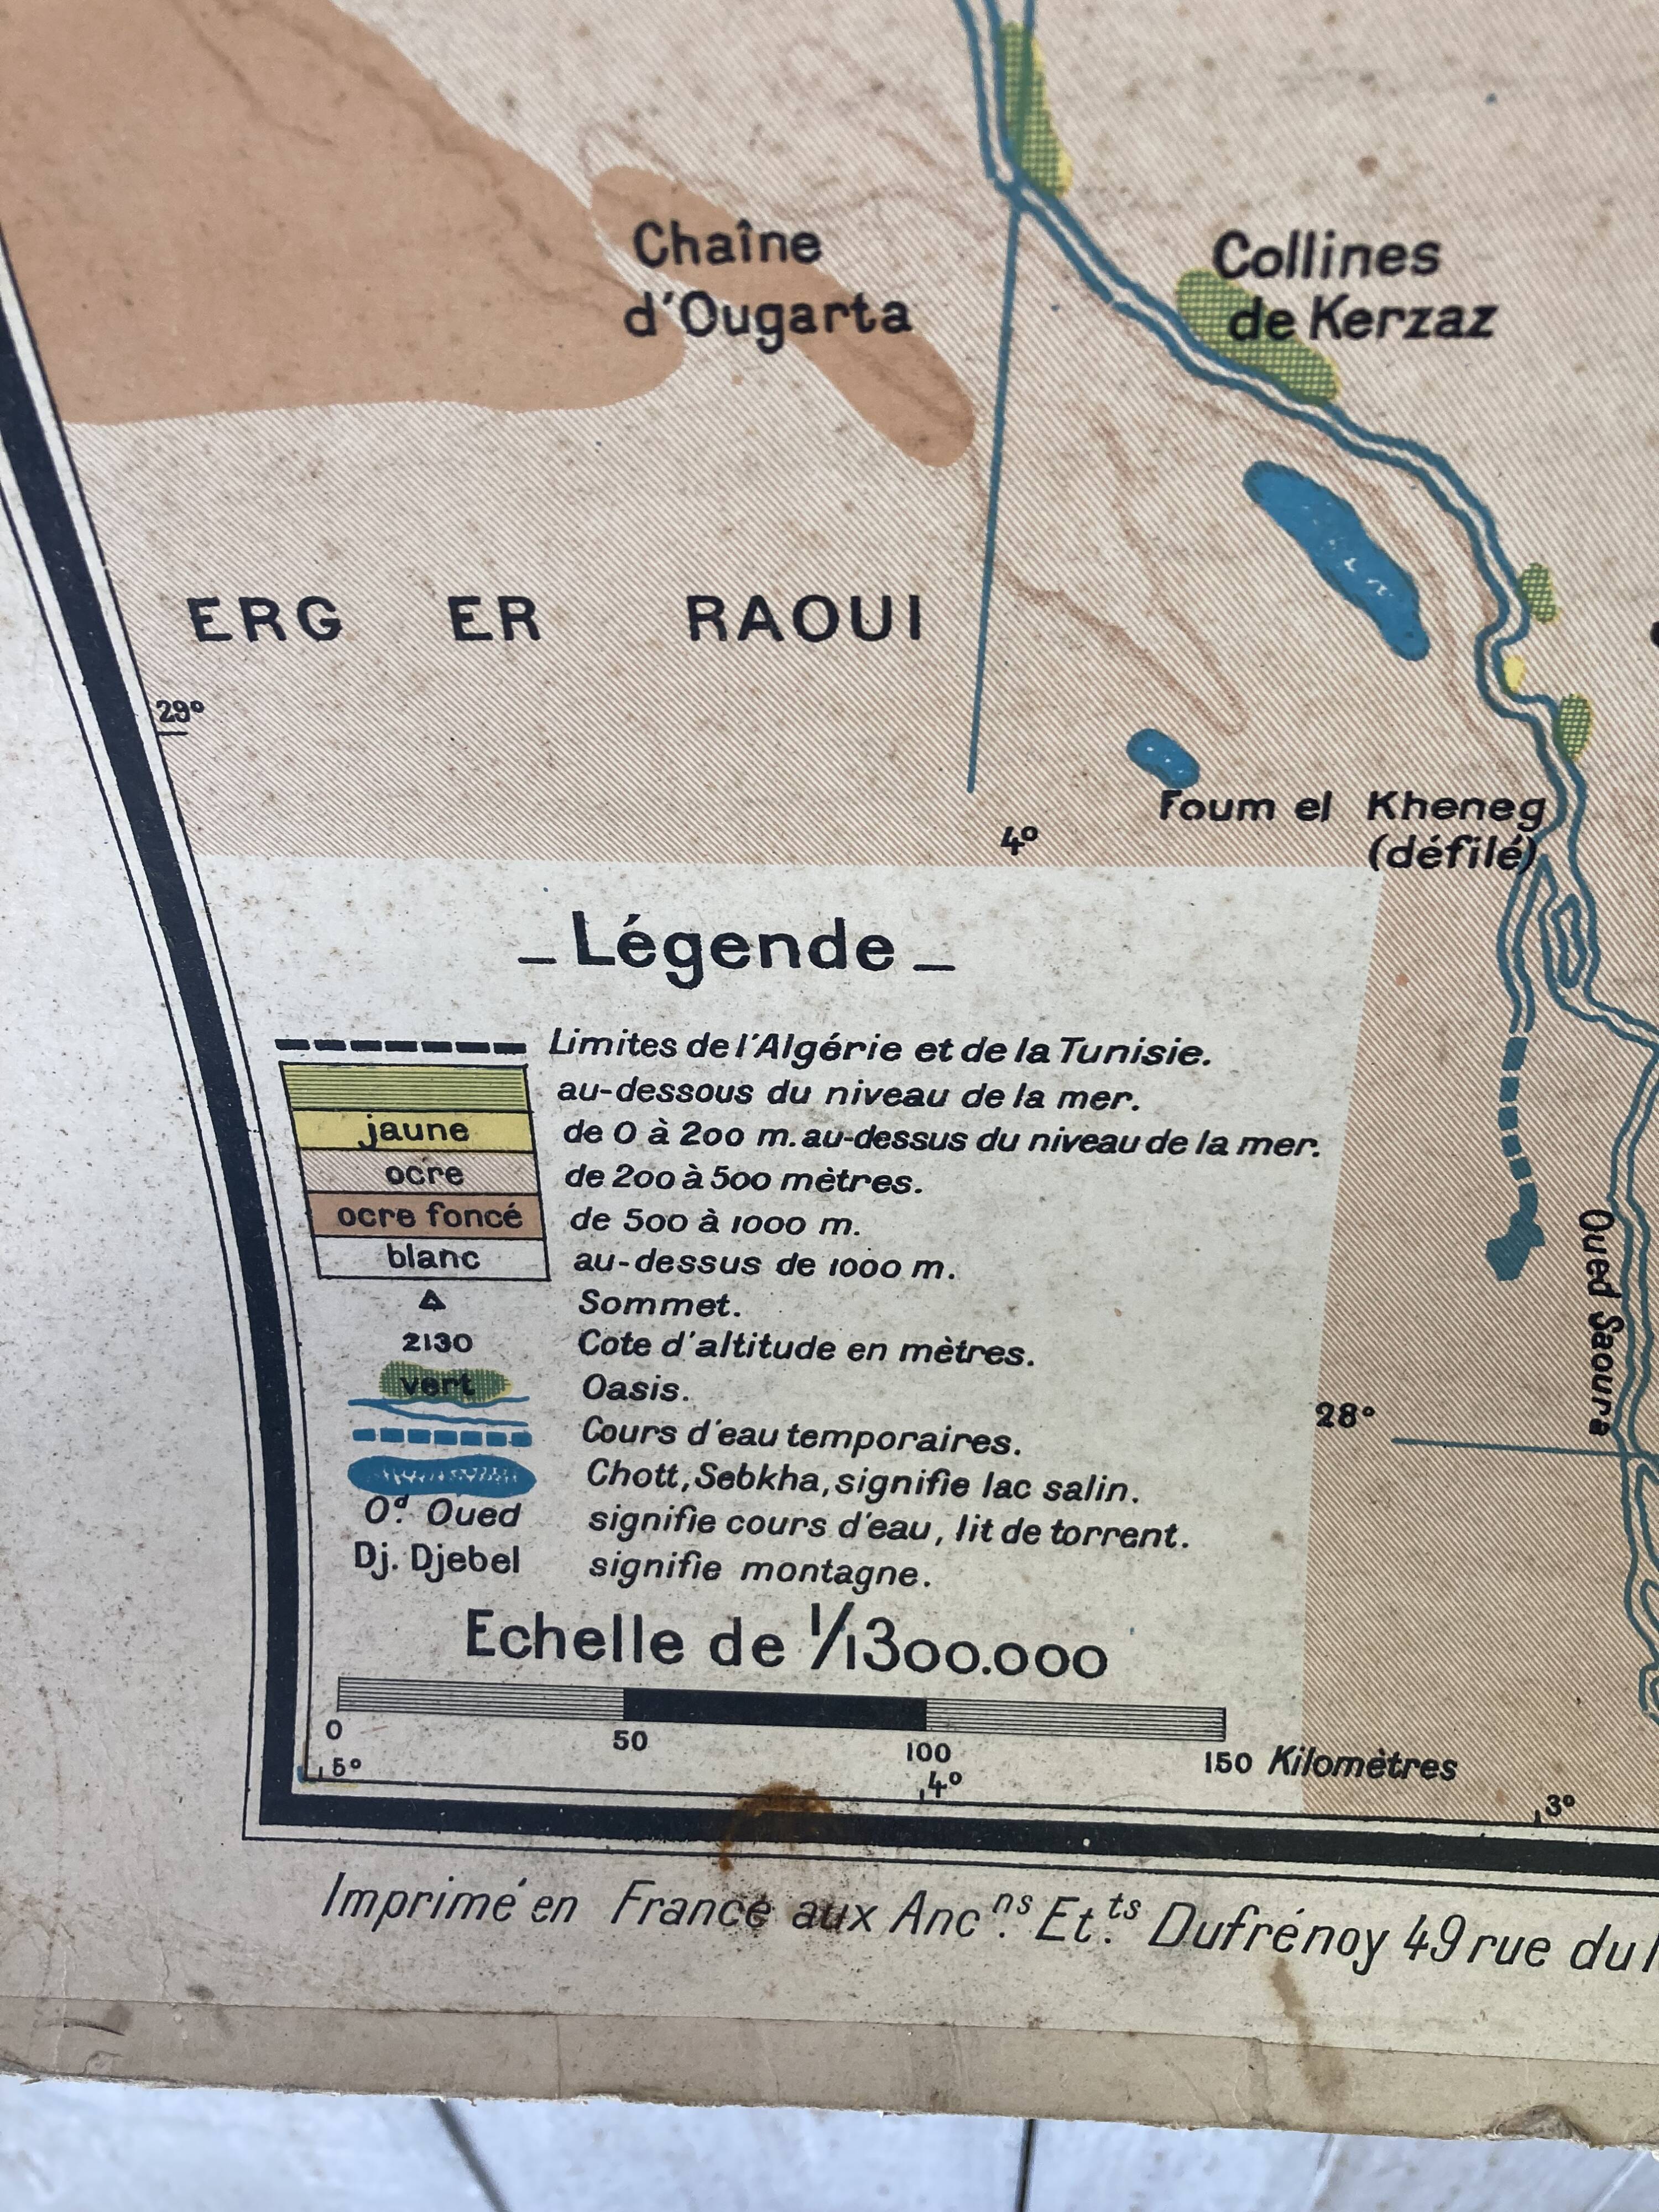 Chaîne
d'Ougarta
Collines
de Kerzaz
ERG ER RAOUI
29°
4°
Foum el Kheneg
(défilé)
_ Légende _
Limites de l'Algérie et de la Tunisie.
au-dessous du niveau de la mer.
jaune de 0 à 200 m. au-dessus du niveau de la mer.
ocre de 200 à 500 mètres.
ocre foncé de 500 à 1000 m.
blanc au-dessus de 1000 m.
Sommet.
2130 Cote d'altitude en mètres.
vert Oasis.
Cours d'eau temporaires.
Chott, Sebkha, signifie lac salin.
Od. Oued signifie cours d'eau, lit de torrent.
Dj. Djebel signifie montagne.
Oued Saoura
28°
Echelle de 1/1300.000
0 50 100 150 Kilomètres
5° 4° 3°
Imprimé en France aux Anc.ns Et.ts Dufrénoy 49 rue du